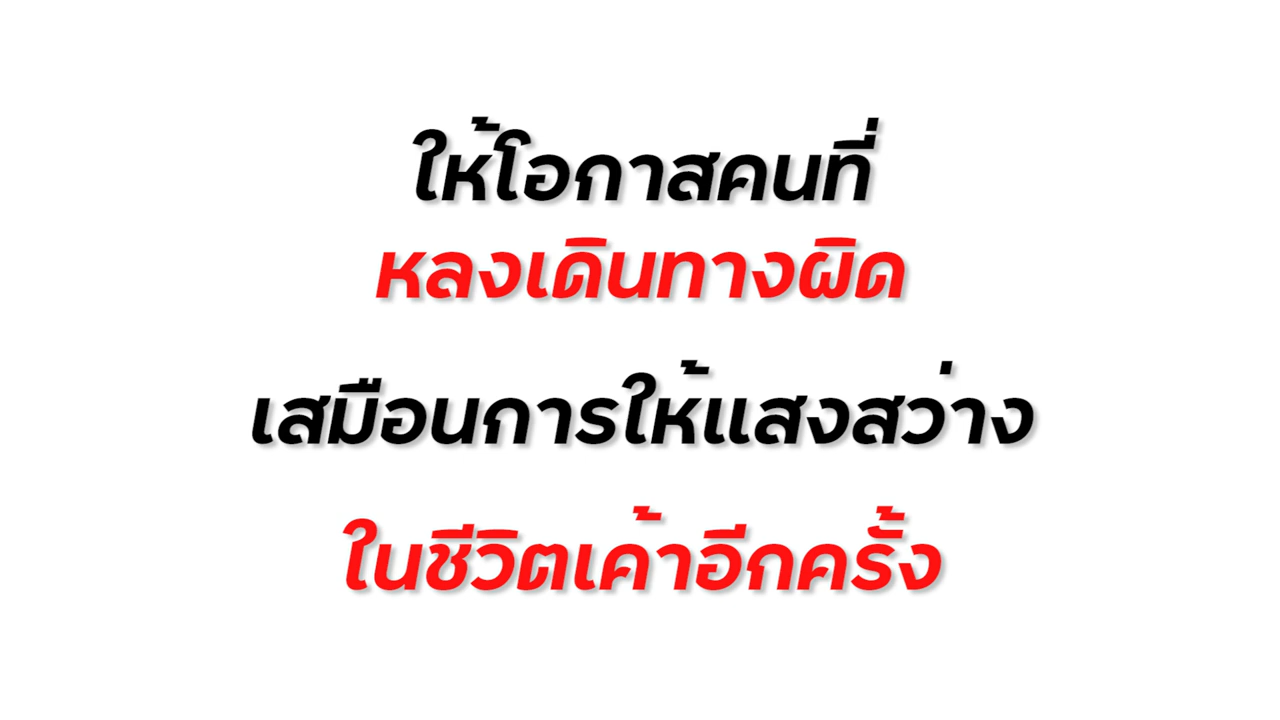 ให้โอกาสคนที่
หลงเดินทางผิด
เสมือนการให้แสงสว่าง
ในชีวิตเค้าอีกครั้ง